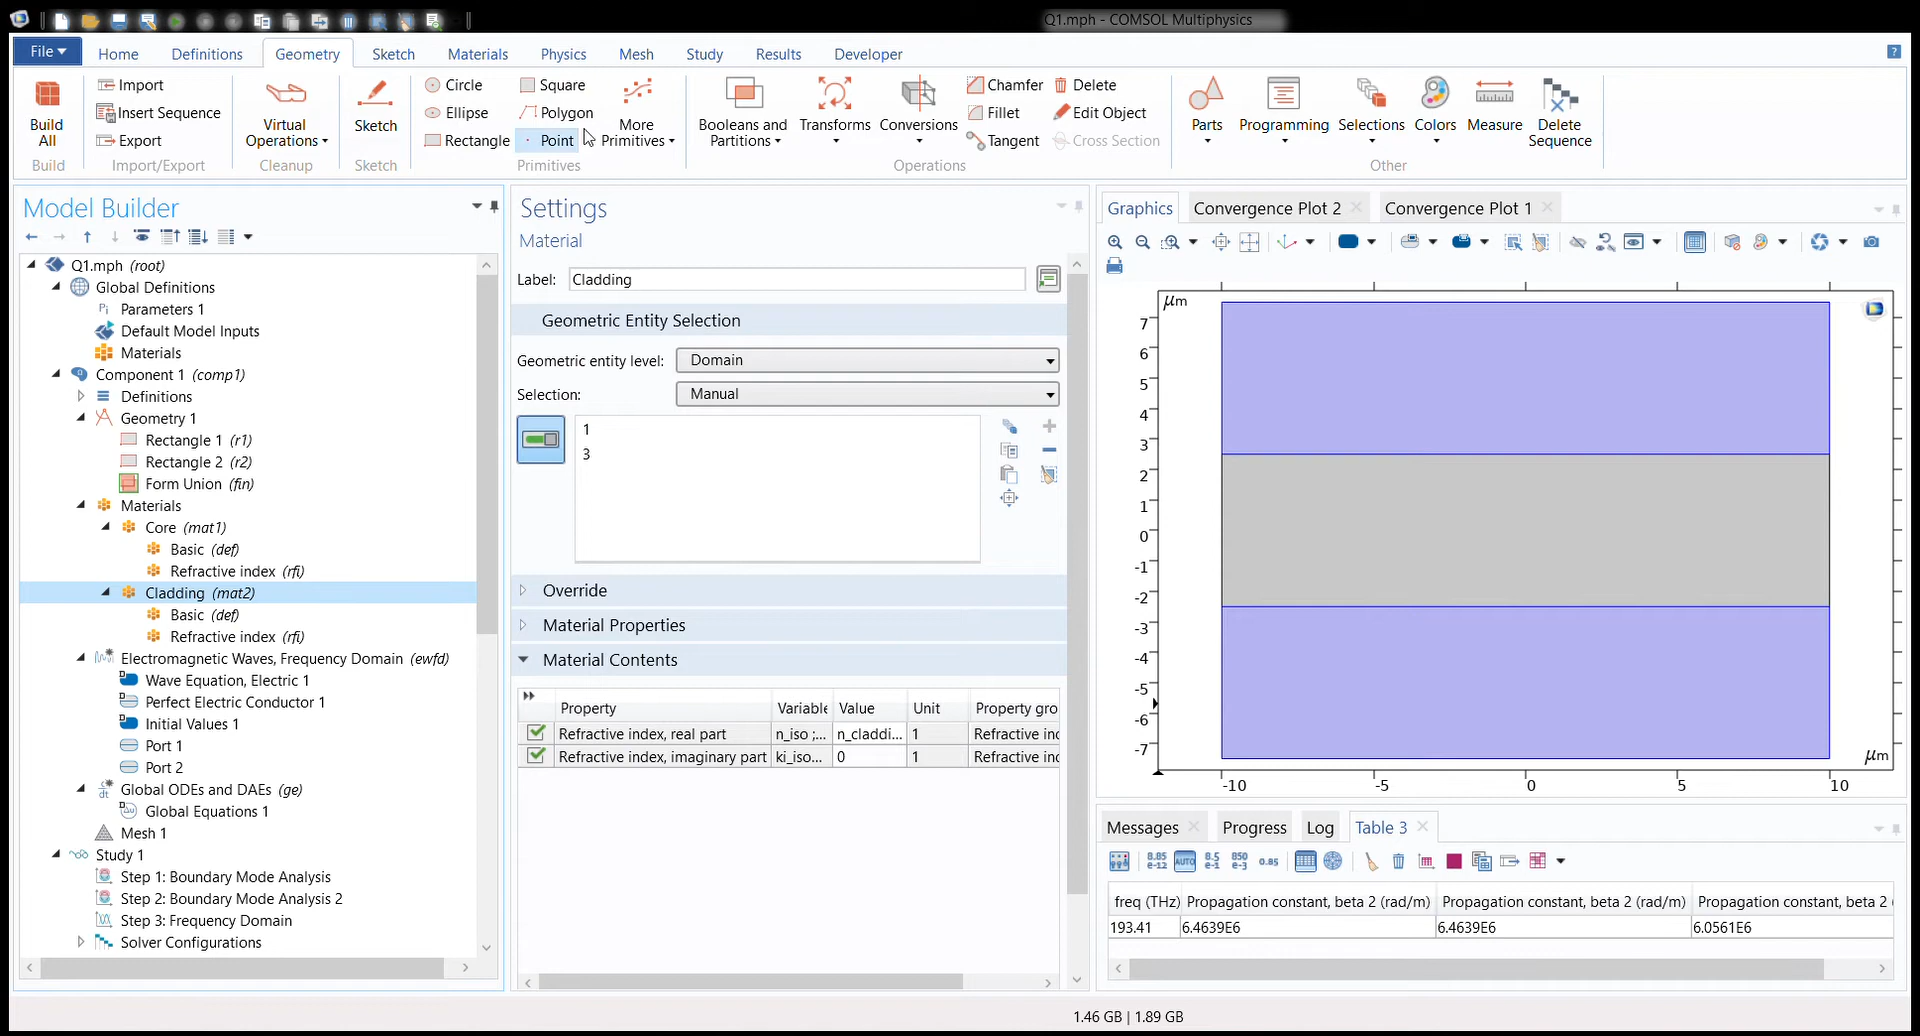 Q1.mph - COMSOL Multiphysics
File Home Definitions Geometry Sketch Materials Physics Mesh Study Results Developer
Build All
Build
Import
Insert Sequence
Export
Import/Export
Virtual Operations
Cleanup
Sketch
Sketch
Circle Square
Ellipse Polygon
Rectangle Point
More Primitives
Primitives
Booleans and Partitions
Transforms
Conversions
Chamfer Delete
Fillet Edit Object
Tangent Cross Section
Operations
Parts
Programming
Selections
Colors
Measure
Delete Sequence
Other
Model Builder
Q1.mph (root)
Global Definitions
Pi Parameters 1
Default Model Inputs
Materials
Component 1 (comp1)
Definitions
Geometry 1
Rectangle 1 (r1)
Rectangle 2 (r2)
Form Union (fin)
Materials
Core (mat1)
Basic (def)
Refractive index (rfi)
Cladding (mat2)
Basic (def)
Refractive index (rfi)
Electromagnetic Waves, Frequency Domain (ewfd)
Wave Equation, Electric 1
Perfect Electric Conductor 1
Initial Values 1
Port 1
Port 2
Global ODEs and DAEs (ge)
Global Equations 1
Mesh 1
Study 1
Step 1: Boundary Mode Analysis
Step 2: Boundary Mode Analysis 2
Step 3: Frequency Domain
Solver Configurations
Settings
Material
Label: Cladding
Geometric Entity Selection
Geometric entity level: Domain
Selection: Manual
1
3
Override
Material Properties
Material Contents
Property Variable Value Unit Property gro
Refractive index, real part n_iso ;... n_claddi... 1 Refractive inc
Refractive index, imaginary part ki_iso... 0 1 Refractive inc
Graphics Convergence Plot 2 Convergence Plot 1
μm
7
6
5
4
3
2
1
0
-1
-2
-3
-4
-5
-6
-7
μm
-10 -5 0 5 10
Messages Progress Log Table 3
8.85 e-12 AUTO 8.5 e-1 850 e-3 0.85
freq (THz) Propagation constant, beta 2 (rad/m) Propagation constant, beta 2 (rad/m) Propagation constant, beta 2 (
193.41 6.4639E6 6.4639E6 6.0561E6
1.46 GB | 1.89 GB